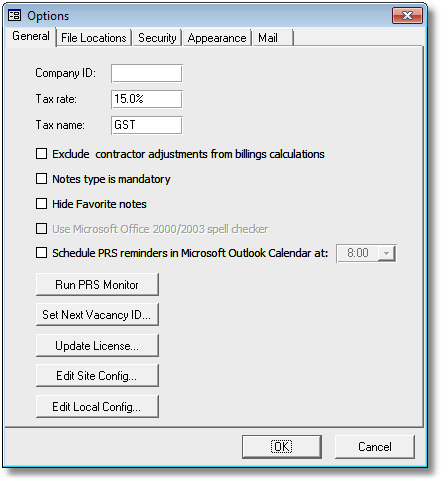 Options
General File Locations Security Appearance Mail
Company ID:
Tax rate: 15.0%
Tax name: GST
Exclude contractor adjustments from billings calculations
Notes type is mandatory
Hide Favorite notes
Use Microsoft Office 2000/2003 spell checker
Schedule PRS reminders in Microsoft Outlook Calendar at: 8:00
Run PRS Monitor
Set Next Vacancy ID...
Update License...
Edit Site Config...
Edit Local Config...
OK Cancel